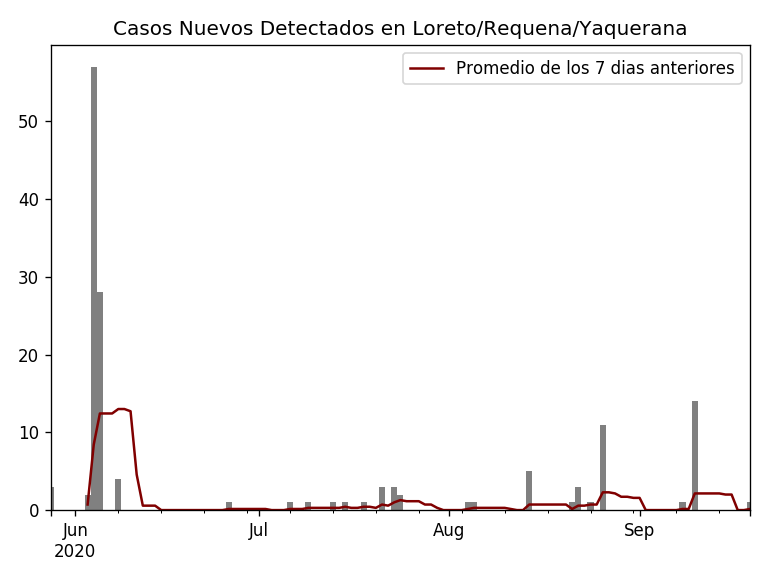 Casos Nuevos Detectados en Loreto/Requena/Yaquerana
Promedio de los 7 dias anteriores
50
40
30
20
10
0
Jun Jul Aug Sep
2020